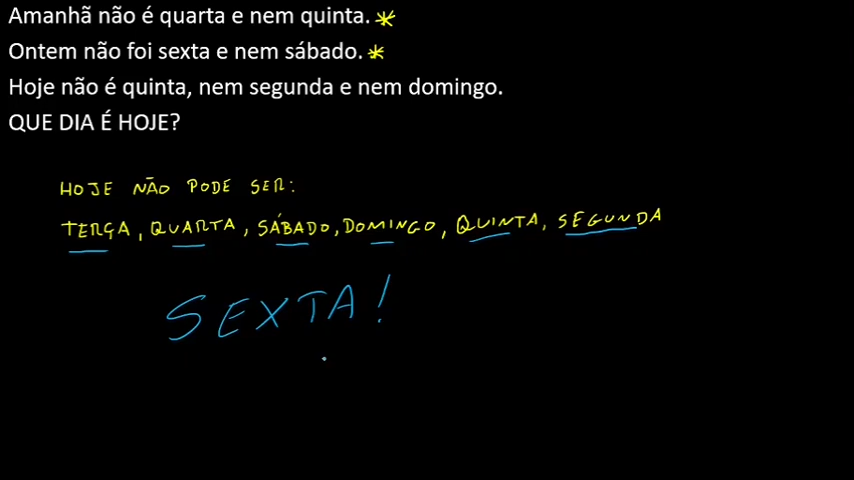 Amanhã não é quarta e nem quinta. *
Ontem não foi sexta e nem sábado. *
Hoje não é quinta, nem segunda e nem domingo.
QUE DIA É HOJE?
HOJE NÃO PODE SER:
TERÇA, QUARTA, SÁBADO, DOMINGO, QUINTA, SEGUNDA
SEXTA!